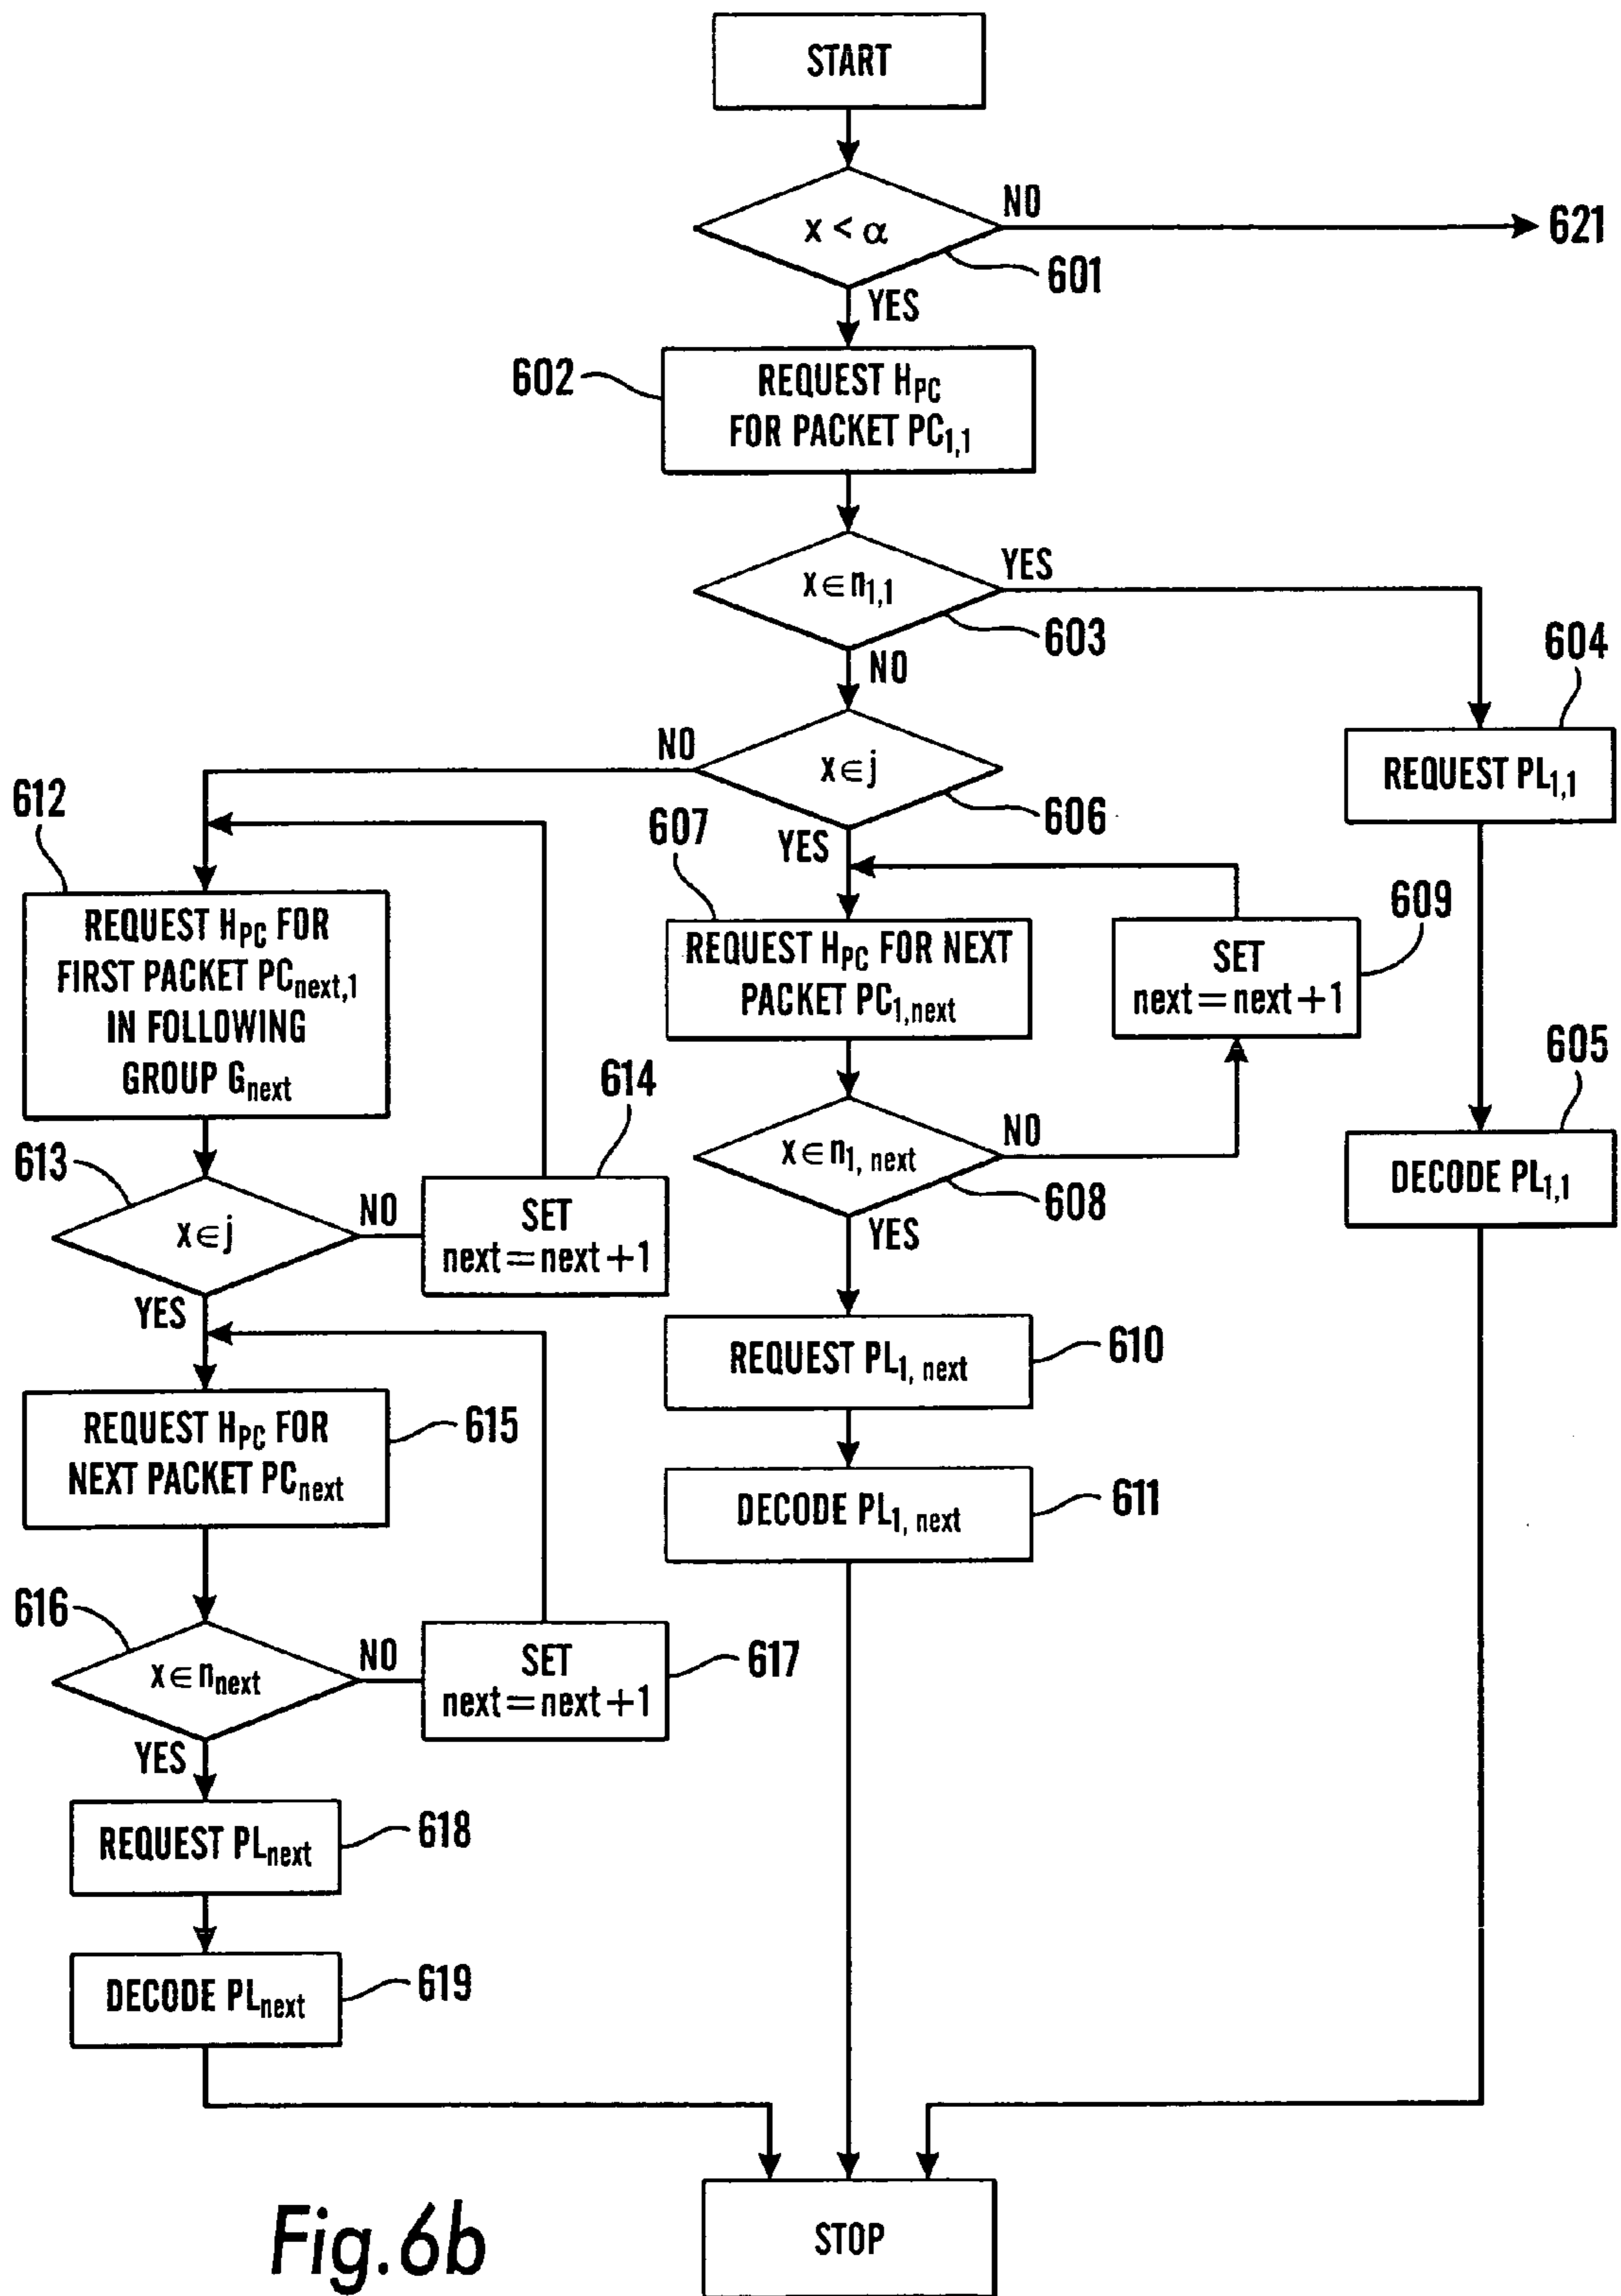 START
x < α
NO
621
601
YES
602
REQUEST HPC
FOR PACKET PC1,1
x∈n1,1
YES
603
NO
604
REQUEST PL1,1
NO
x∈j
606
YES
612
607
REQUEST HPC FOR
FIRST PACKET PCnext,1
IN FOLLOWING
GROUP Gnext
REQUEST HPC FOR NEXT
PACKET PC1,next
SET
next=next+1
609
605
DECODE PL1,1
614
613
x∈j
NO
SET
next=next+1
YES
x∈n1, next
NO
608
YES
REQUEST PL1, next
610
REQUEST HPC FOR
NEXT PACKET PCnext
615
DECODE PL1, next
611
616
x∈nnext
NO
SET
next=next+1
617
YES
REQUEST PLnext
618
DECODE PLnext
619
STOP
Fig.6b